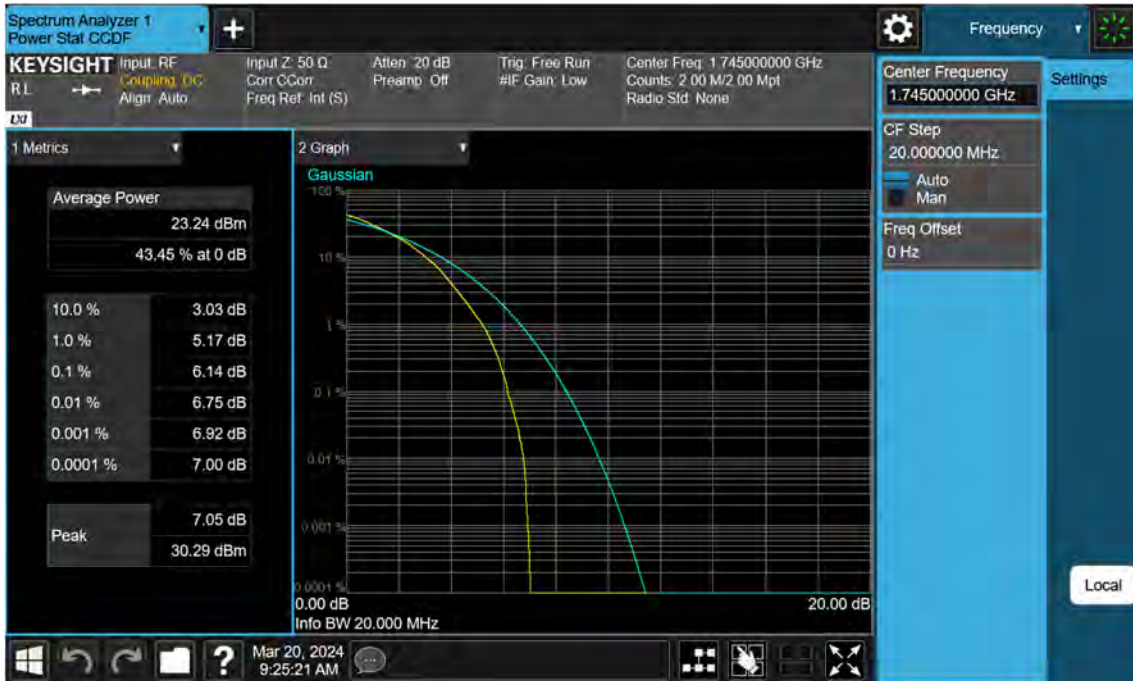 Spectrum Analyzer 1
Power Stat CCDF
+
Frequency
KEYSIGHT
R L
LXI
Input: RF
Coupling: DC
Align: Auto
Input Z: 50 Ω
Corr CCorr
Freq Ref: Int (S)
Atten: 20 dB
Preamp: Off
Trig: Free Run
#IF Gain: Low
Center Freq: 1.745000000 GHz
Counts: 2.00 M/2.00 Mpt
Radio Std: None
Center Frequency
1.745000000 GHz
Settings
CF Step
20.000000 MHz
Auto
Man
Freq Offset
0 Hz
Local
1 Metrics
Average Power
23.24 dBm
43.45 % at 0 dB
10.0 % 3.03 dB
1.0 % 5.17 dB
0.1 % 6.14 dB
0.01 % 6.75 dB
0.001 % 6.92 dB
0.0001 % 7.00 dB
Peak
7.05 dB
30.29 dBm
2 Graph
Gaussian
100 %
10 %
1 %
0.1 %
0.01 %
0.001 %
0.0001 %
0.00 dB 20.00 dB
Info BW 20.000 MHz
?
Mar 20, 2024
9:25:21 AM